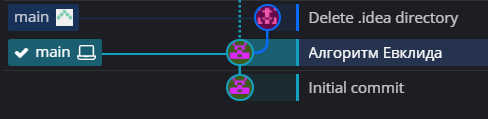 main Delete .idea directory
main Алгоритм Евклида
Initial commit